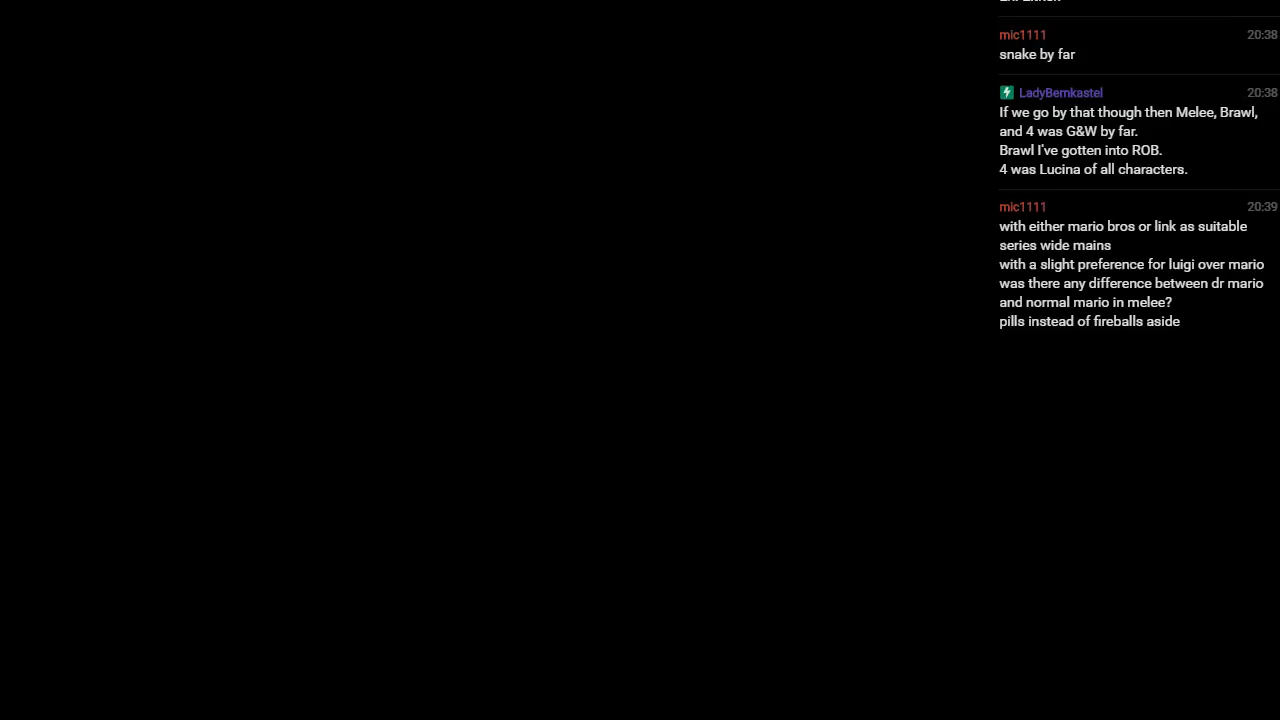 mic1111 20:38
snake by far
LadyBernkastel 20:38
If we go by that though then Melee, Brawl,
and 4 was G&W by far.
Brawl I've gotten into ROB.
4 was Lucina of all characters.
mic1111 20:39
with either mario bros or link as suitable
series wide mains
with a slight preference for luigi over mario
was there any difference between dr mario
and normal mario in melee?
pills instead of fireballs aside